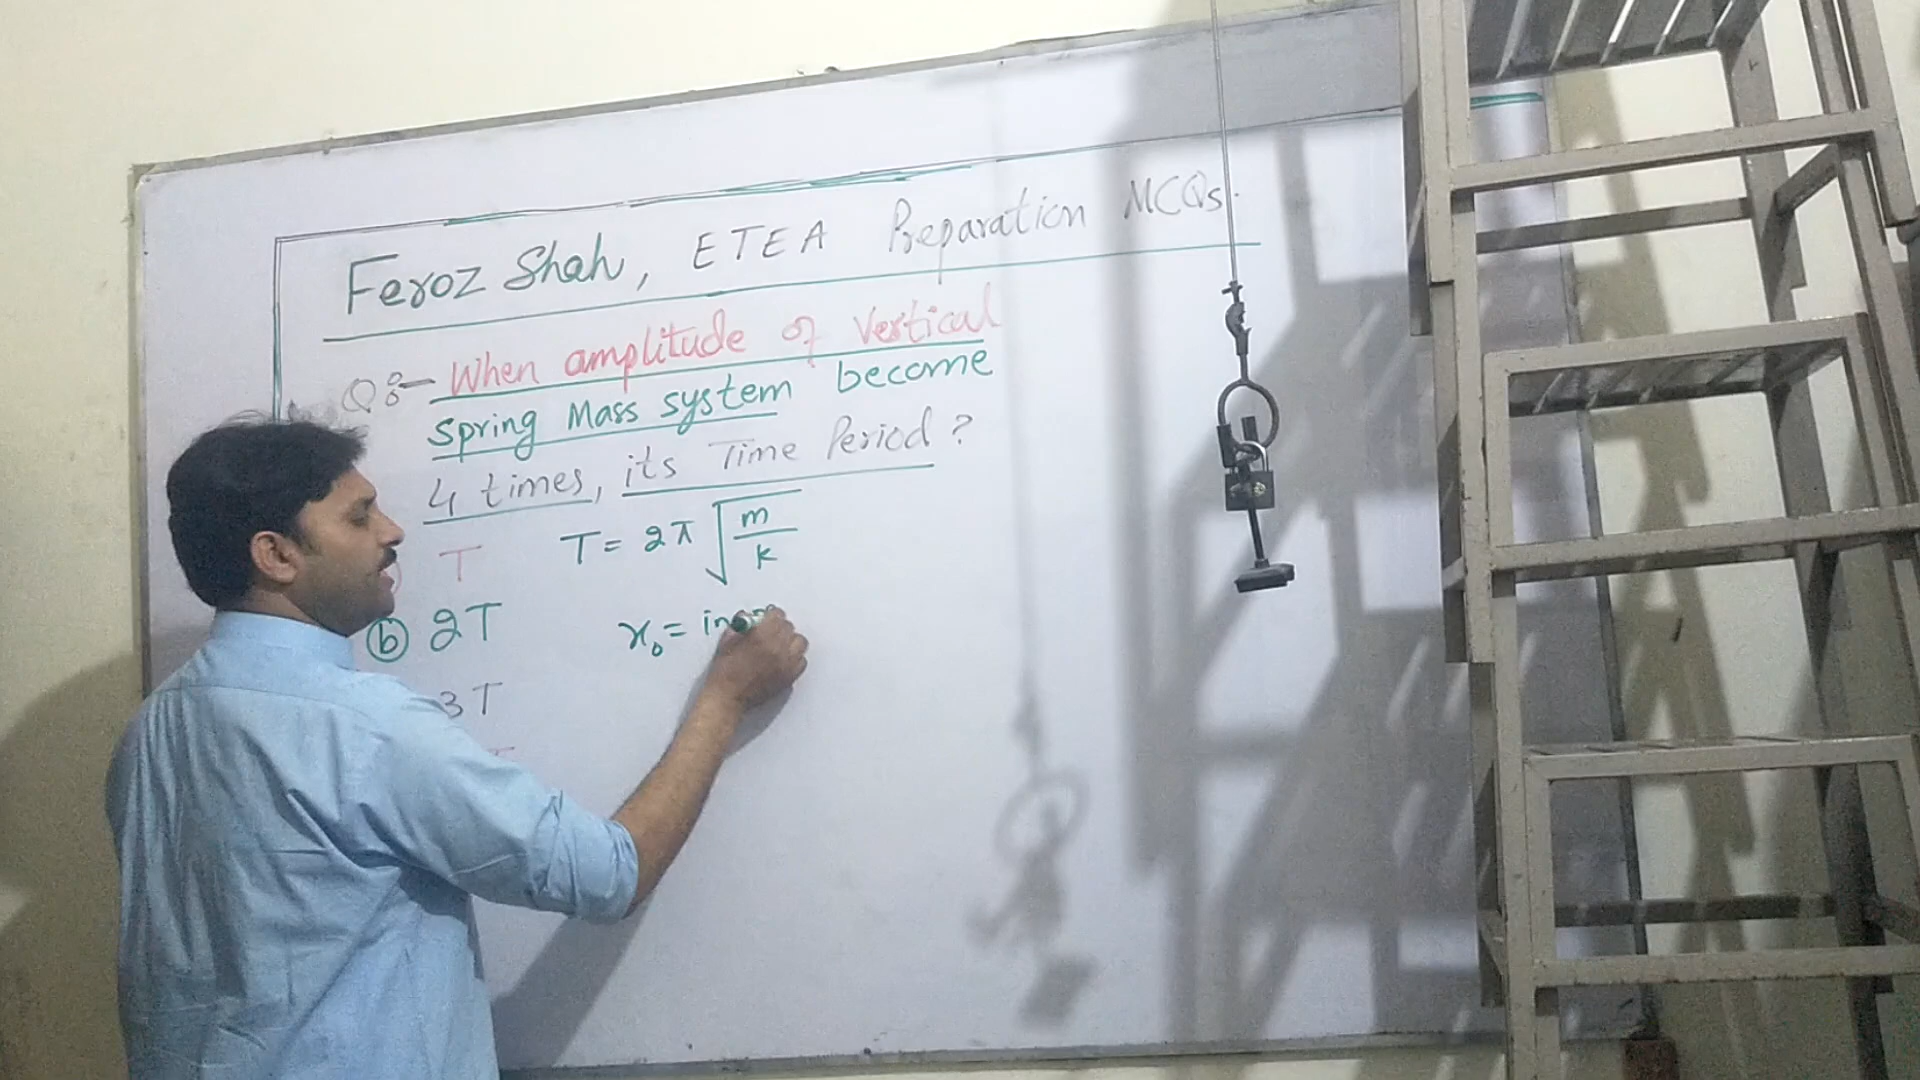 Feroz Shah, ETEA Preparation MCQs.
Q:- When amplitude of Vertical
Spring Mass system become
4 times, its Time Period?
T
T = 2π √(m/k)
(b) 2T
x₀ =
3T